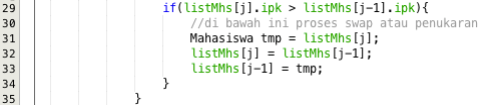 29 if(listMhs[j].ipk > listMhs[j-1].ipk){
30 //di bawah ini proses swap atau penukaran
31 Mahasiswa tmp = listMhs[j];
32 listMhs[j] = listMhs[j-1];
33 listMhs[j-1] = tmp;
34 }
35 }